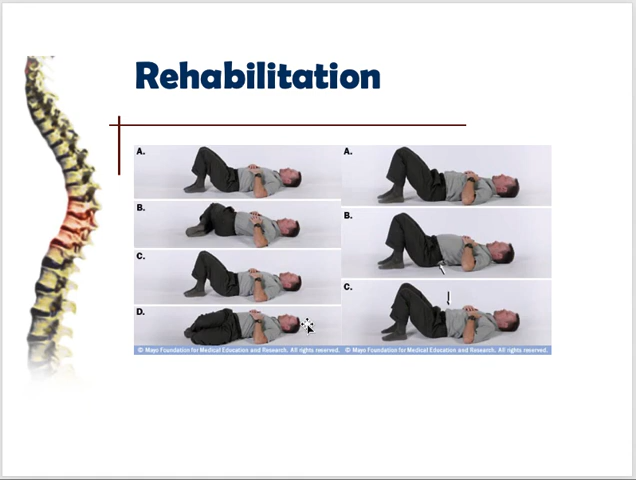 Rehabilitation
A.
B.
C.
D.
© Mayo Foundation for Medical Education and Research. All rights reserved.
A.
B.
C.
© Mayo Foundation for Medical Education and Research. All rights reserved.